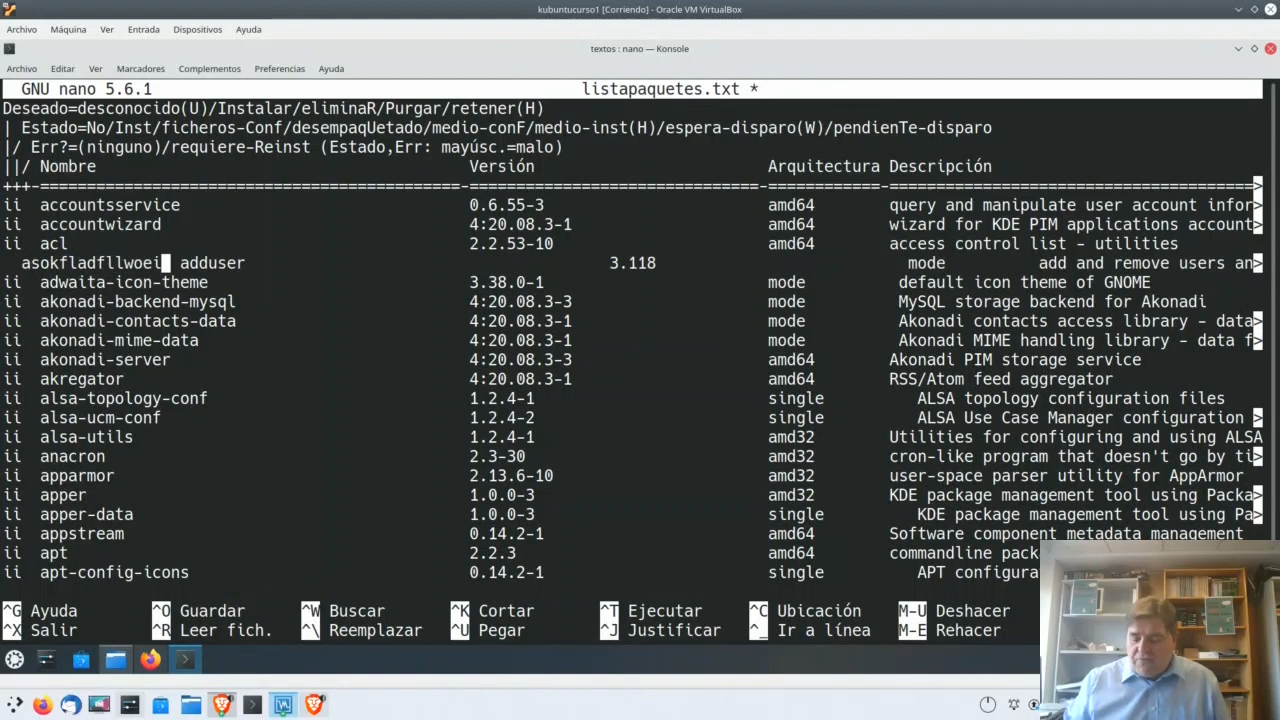 kubuntucurso1 [Corriendo] - Oracle VM VirtualBox
Archivo Máquina Ver Entrada Dispositivos Ayuda
textos : nano — Konsole
Archivo Editar Ver Marcadores Complementos Preferencias Ayuda
GNU nano 5.6.1 listapaquetes.txt *
Deseado=desconocido(U)/Instalar/eliminaR/Purgar/retener(H)
| Estado=No/Inst/ficheros-Conf/desempaqUetado/medio-conF/medio-inst(H)/espera-disparo(W)/pendienTe-disparo
|/ Err?=(ninguno)/requiere-Reinst (Estado,Err: mayúsc.=malo)
||/ Nombre Versión Arquitectura Descripción
+++-=============================================-===============================-============-=======================================>
ii accountsservice 0.6.55-3 amd64 query and manipulate user account infor>
ii accountwizard 4:20.08.3-1 amd64 wizard for KDE PIM applications account>
ii acl 2.2.53-10 amd64 access control list - utilities
asokfladfllwoei adduser 3.118 mode add and remove users an>
ii adwaita-icon-theme 3.38.0-1 mode default icon theme of GNOME
ii akonadi-backend-mysql 4:20.08.3-3 mode MySQL storage backend for Akonadi
ii akonadi-contacts-data 4:20.08.3-1 mode Akonadi contacts access library - data>
ii akonadi-mime-data 4:20.08.3-1 mode Akonadi MIME handling library - data f>
ii akonadi-server 4:20.08.3-3 amd64 Akonadi PIM storage service
ii akregator 4:20.08.3-1 amd64 RSS/Atom feed aggregator
ii alsa-topology-conf 1.2.4-1 single ALSA topology configuration files
ii alsa-ucm-conf 1.2.4-2 single ALSA Use Case Manager configuration >
ii alsa-utils 1.2.4-1 amd32 Utilities for configuring and using ALSA
ii anacron 2.3-30 amd32 cron-like program that doesn't go by ti>
ii apparmor 2.13.6-10 amd32 user-space parser utility for AppArmor
ii apper 1.0.0-3 amd32 KDE package management tool using Packa>
ii apper-data 1.0.0-3 single KDE package management tool using Pa>
ii appstream 0.14.2-1 amd64 Software component metadata management
ii apt 2.2.3 amd64 commandline pack
ii apt-config-icons 0.14.2-1 single APT configura
^G Ayuda ^O Guardar ^W Buscar ^K Cortar ^T Ejecutar ^C Ubicación M-U Deshacer
^X Salir ^R Leer fich. ^\ Reemplazar ^U Pegar ^J Justificar ^_ Ir a línea M-E Rehacer